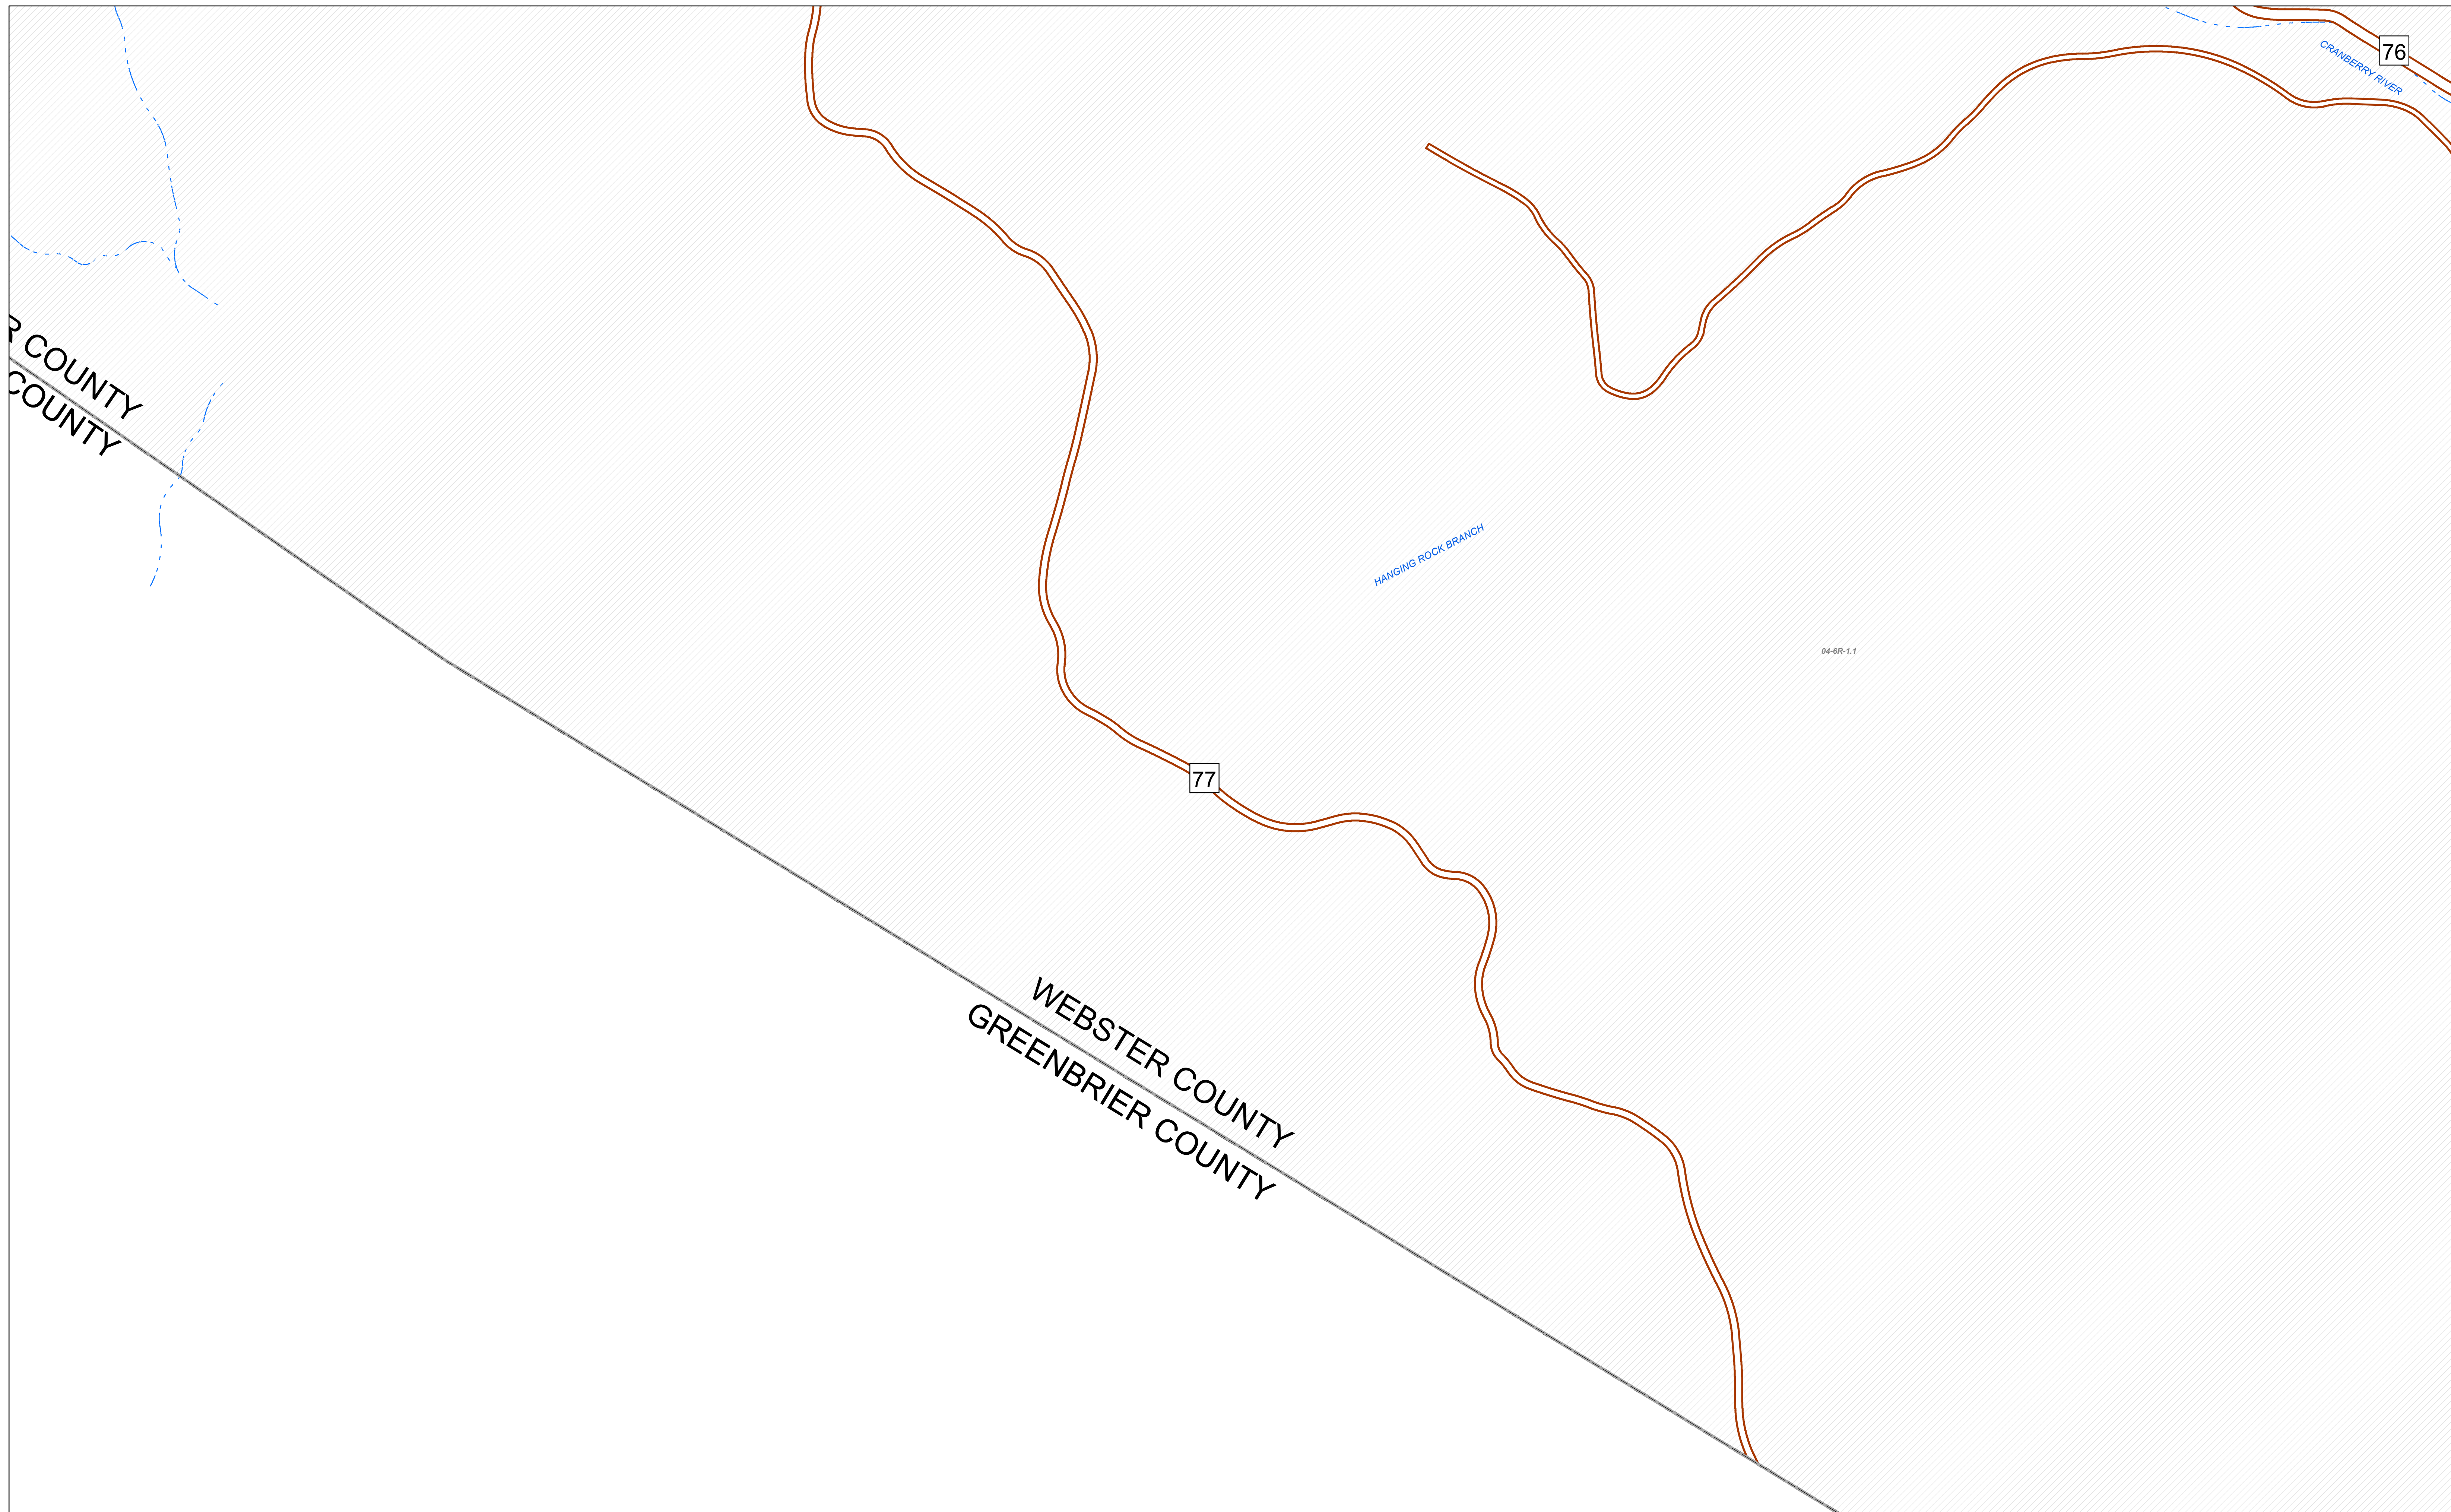 76
CRANBERRY RIVER
R COUNTY
COUNTY
HANGING ROCK BRANCH
04-6R-1.1
77
WEBSTER COUNTY
GREENBRIER COUNTY